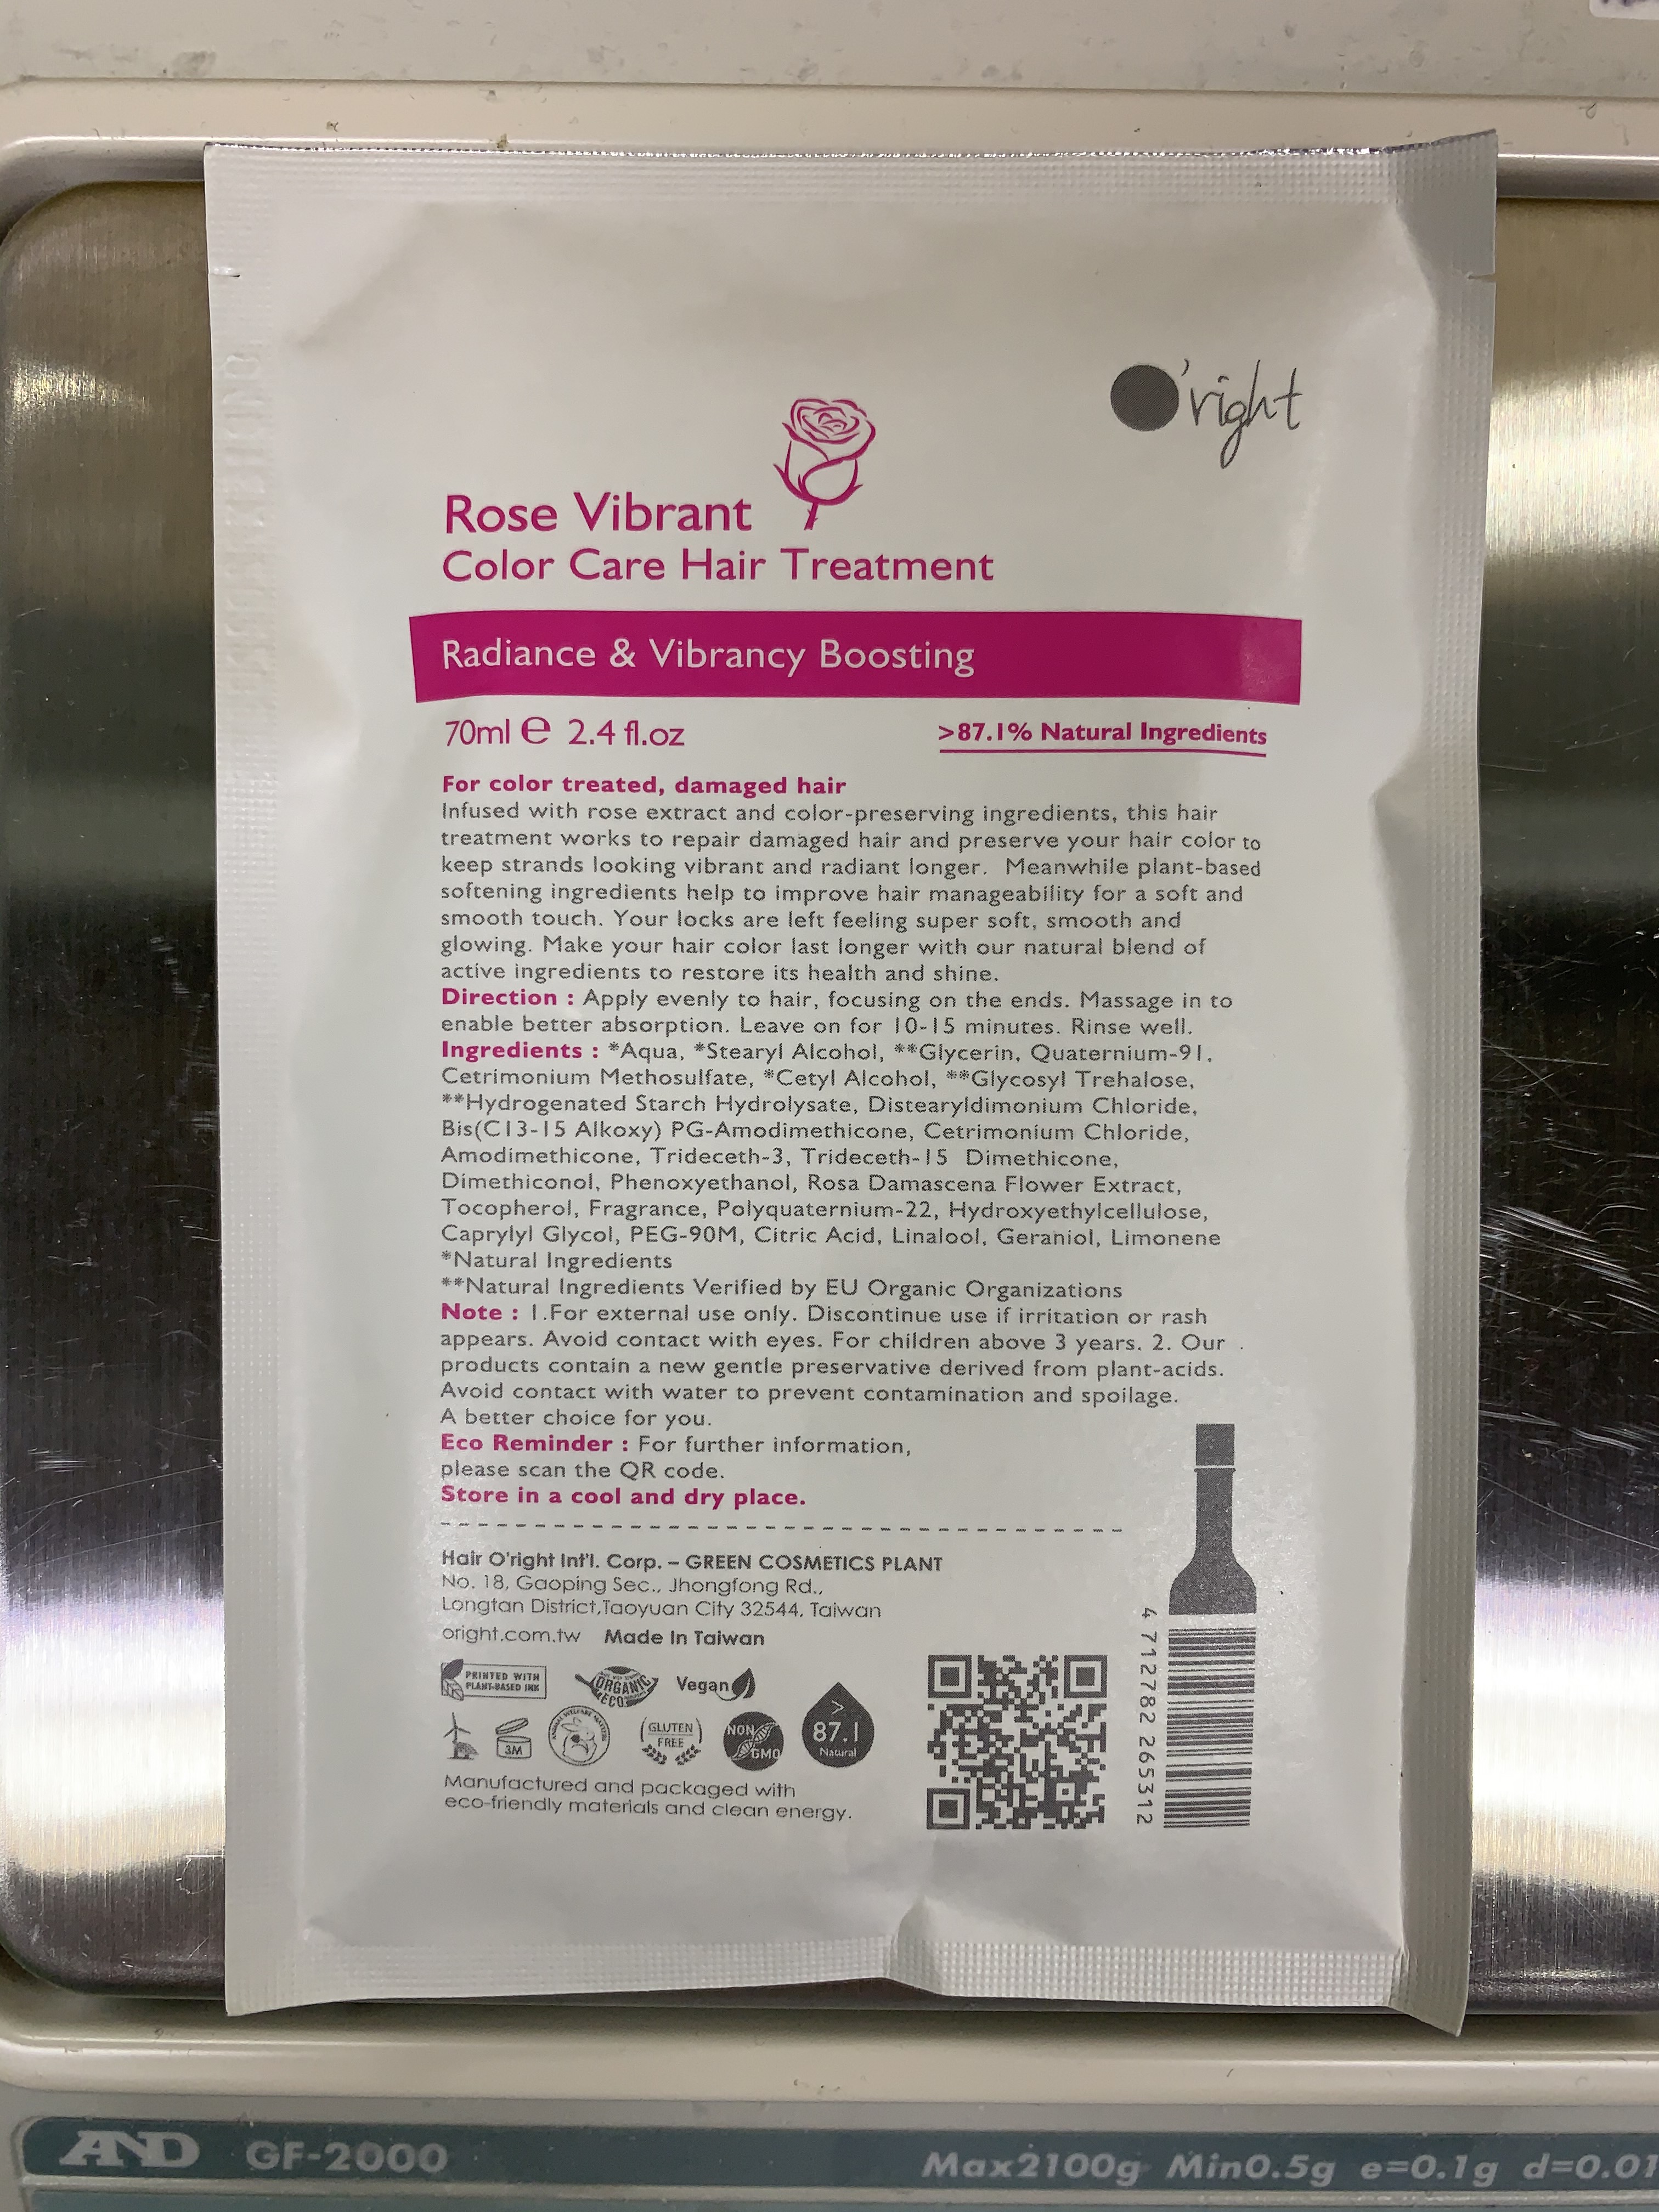 O'right
Rose Vibrant
Color Care Hair Treatment
Radiance & Vibrancy Boosting
70ml ℮ 2.4 fl.oz
>87.1% Natural Ingredients
For color treated, damaged hair
Infused with rose extract and color-preserving ingredients, this hair
treatment works to repair damaged hair and preserve your hair color to
keep strands looking vibrant and radiant longer. Meanwhile plant-based
softening ingredients help to improve hair manageability for a soft and
smooth touch. Your locks are left feeling super soft, smooth and
glowing. Make your hair color last longer with our natural blend of
active ingredients to restore its health and shine.
Direction : Apply evenly to hair, focusing on the ends. Massage in to
enable better absorption. Leave on for 10-15 minutes. Rinse well.
Ingredients : *Aqua, *Stearyl Alcohol, **Glycerin, Quaternium-91,
Cetrimonium Methosulfate, *Cetyl Alcohol, **Glycosyl Trehalose,
**Hydrogenated Starch Hydrolysate, Distearyldimonium Chloride,
Bis(C13-15 Alkoxy) PG-Amodimethicone, Cetrimonium Chloride,
Amodimethicone, Trideceth-3, Trideceth-15 Dimethicone,
Dimethiconol, Phenoxyethanol, Rosa Damascena Flower Extract,
Tocopherol, Fragrance, Polyquaternium-22, Hydroxyethylcellulose,
Caprylyl Glycol, PEG-90M, Citric Acid, Linalool, Geraniol, Limonene
*Natural Ingredients
**Natural Ingredients Verified by EU Organic Organizations
Note : 1.For external use only. Discontinue use if irritation or rash
appears. Avoid contact with eyes. For children above 3 years. 2. Our
products contain a new gentle preservative derived from plant-acids.
Avoid contact with water to prevent contamination and spoilage.
A better choice for you.
Eco Reminder : For further information,
please scan the QR code.
Store in a cool and dry place.
Hair O'right Int'l. Corp. – GREEN COSMETICS PLANT
No. 18, Gaoping Sec., Jhongfong Rd.,
Longtan District,Taoyuan City 32544, Taiwan
oright.com.tw Made In Taiwan
PRINTED WITH
PLANT-BASED INK
ORGANIC
ECO
Vegan
3M
GLUTEN
FREE
NON
GMO
>
87.1
Natural
Manufactured and packaged with
eco-friendly materials and clean energy.
4 712782 265312
AND GF-2000
Max2100g Min0.5g e=0.1g d=0.01